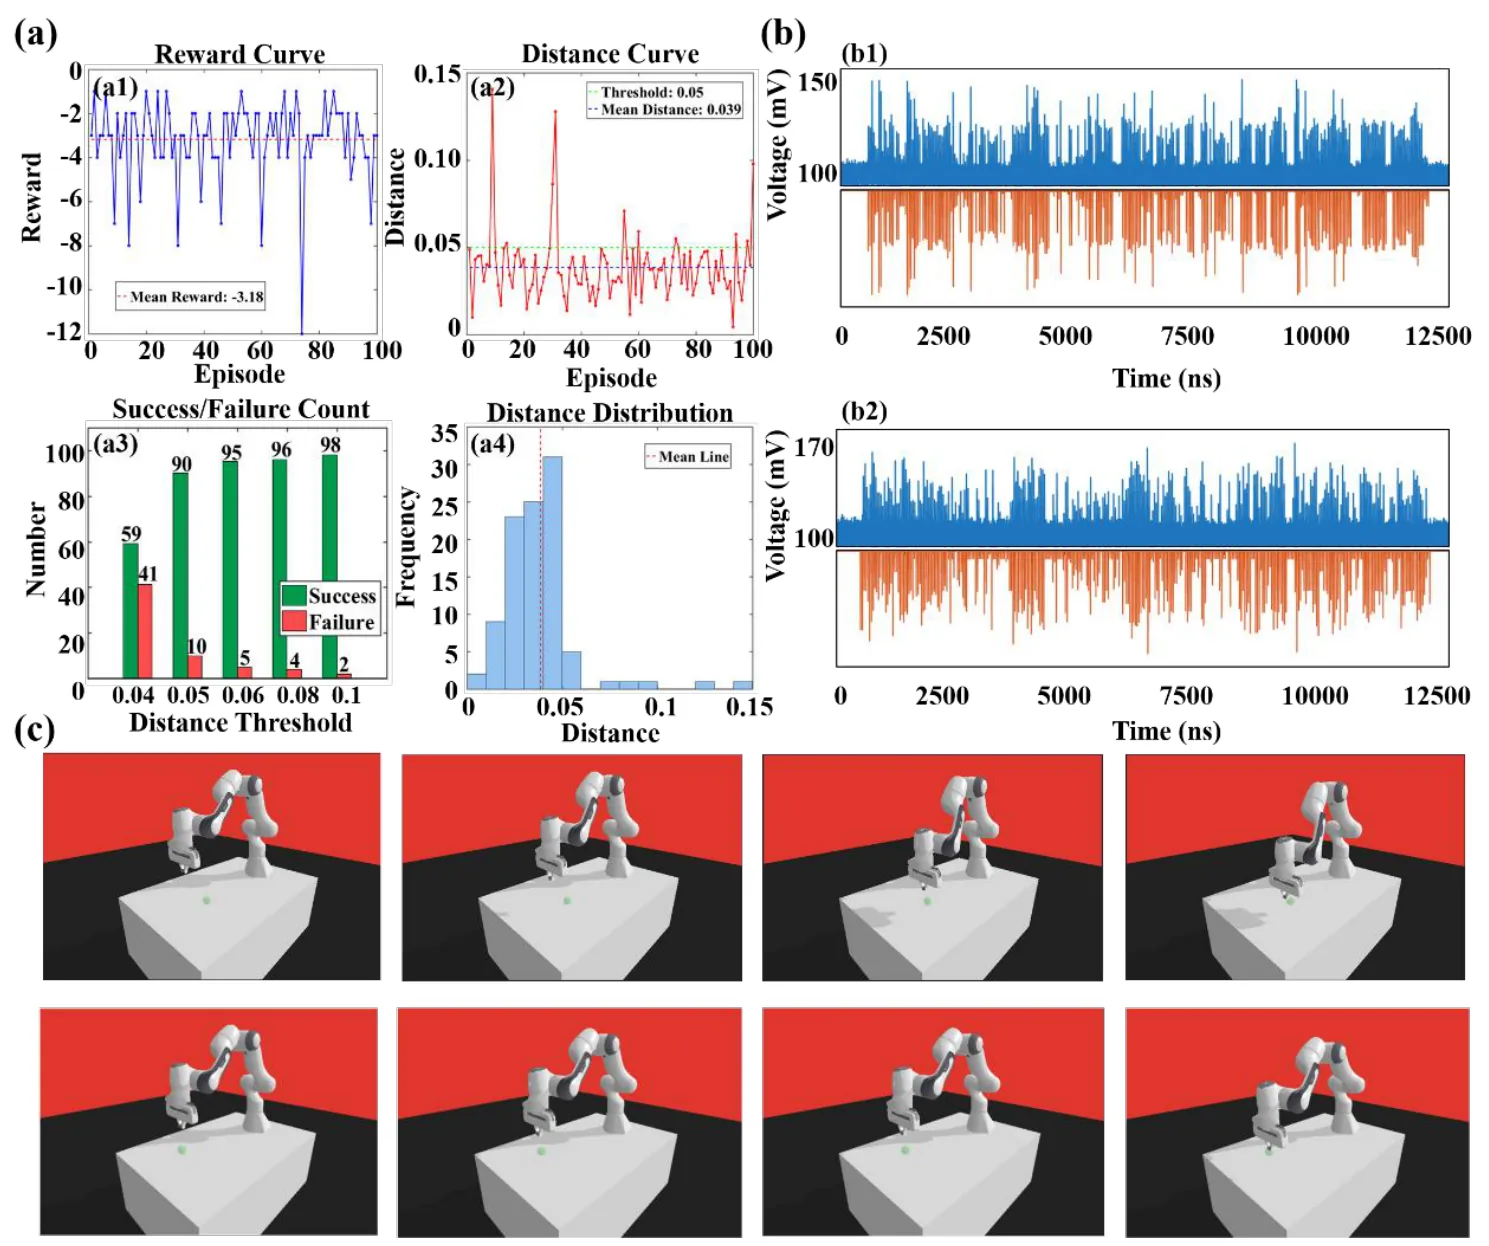 (a)
Reward Curve
(a1)
0
-2
-4
-6
-8
-10
-12
Reward
Mean Reward: -3.18
0 20 40 60 80 100
Episode
Distance Curve
(a2)
0.15
0.10
0.05
0
Distance
Threshold: 0.05
Mean Distance: 0.039
0 20 40 60 80 100
Episode
Success/Failure Count
(a3)
100
80
60
40
20
0
Number
59 41
90 10
95 5
96 4
98 2
Success
Failure
0.04 0.05 0.06 0.08 0.1
Distance Threshold
Distance Distribution
(a4)
35
30
25
20
15
10
5
0
Frequency
Mean Line
0 0.05 0.1 0.15
Distance
(b)
(b1)
150
100
Voltage (mV)
0 2500 5000 7500 10000 12500
Time (ns)
(b2)
170
100
Voltage (mV)
0 2500 5000 7500 10000 12500
Time (ns)
(c)